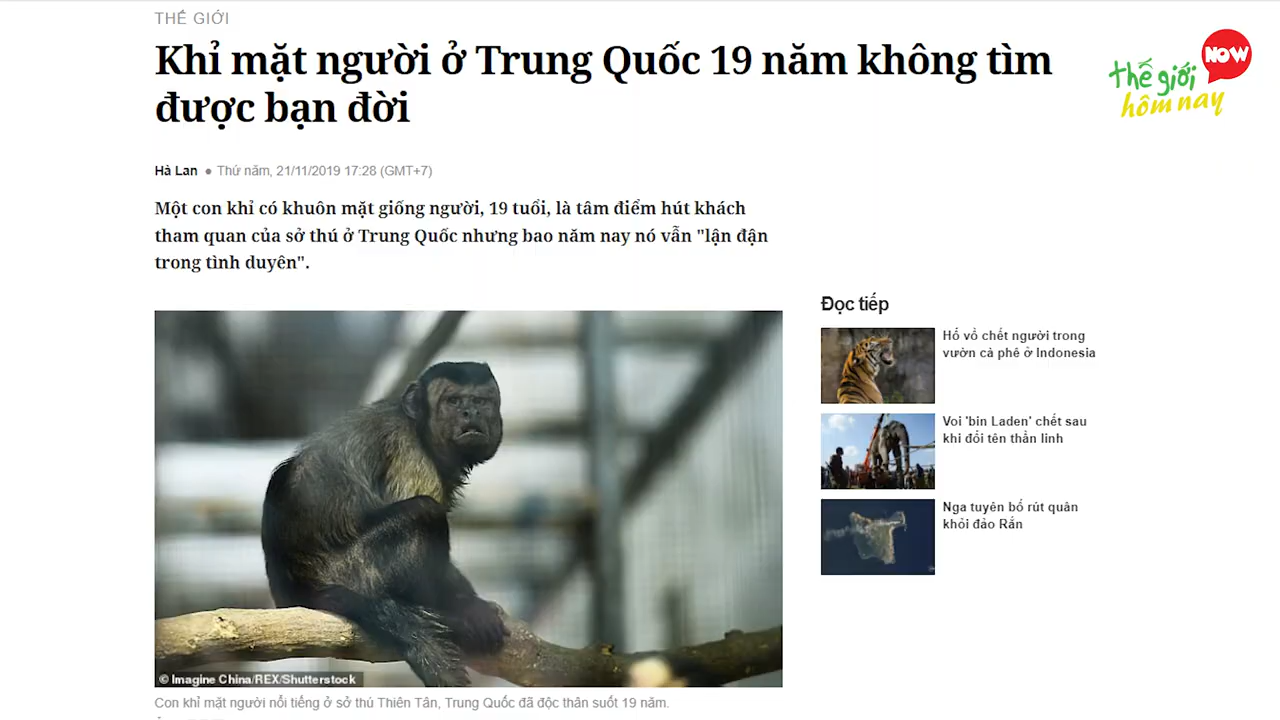 THẾ GIỚI
Khỉ mặt người ở Trung Quốc 19 năm không tìm
được bạn đời
NOW
thế giới
hôm nay
Hà Lan ● Thứ năm, 21/11/2019 17:28 (GMT+7)
Một con khỉ có khuôn mặt giống người, 19 tuổi, là tâm điểm hút khách
tham quan của sở thú ở Trung Quốc nhưng bao năm nay nó vẫn "lận đận
trong tình duyên".
Đọc tiếp
Hổ vồ chết người trong
vườn cà phê ở Indonesia
Voi 'bin Laden' chết sau
khi đổi tên thần linh
Nga tuyên bố rút quân
khỏi đảo Rắn
© Imagine China/REX/Shutterstock
Con khỉ mặt người nổi tiếng ở sở thú Thiên Tân, Trung Quốc đã độc thân suốt 19 năm.